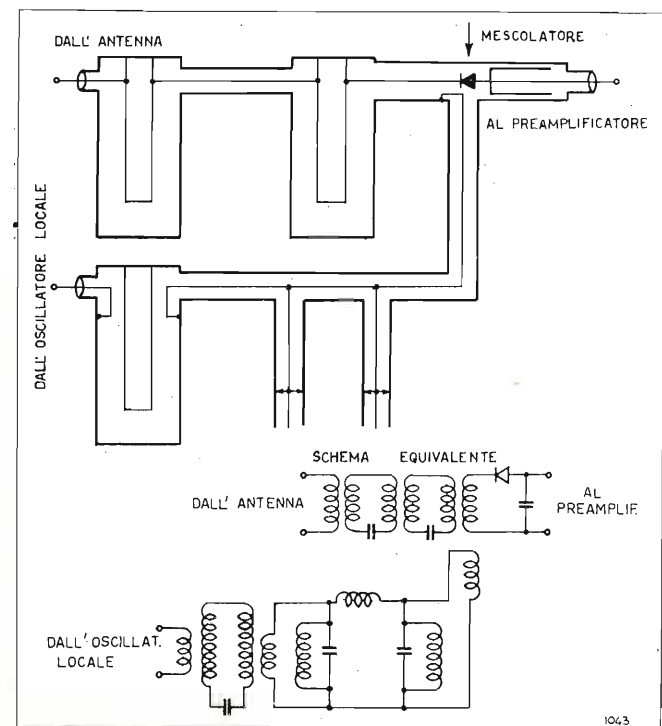 DALL' ANTENNA
MESCOLATORE
AL PREAMPLIFICATORE
DALL' OSCILLATORE LOCALE
SCHEMA EQUIVALENTE
DALL' ANTENNA
AL
PREAMPLIF.
DALL'OSCILLAT.
LOCALE
1043